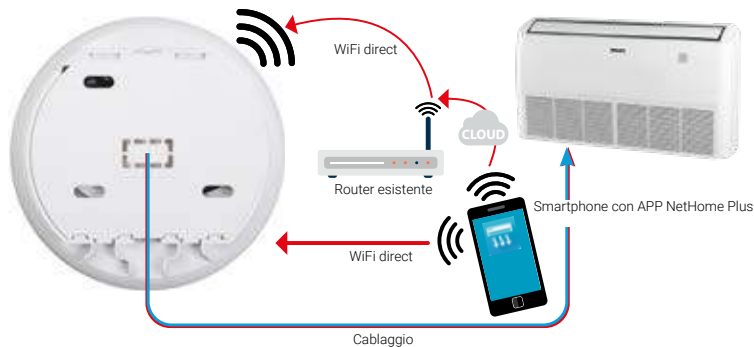 WiFi direct
CLOUD
Router esistente
Smartphone con APP NetHome Plus
WiFi direct
Cablaggio